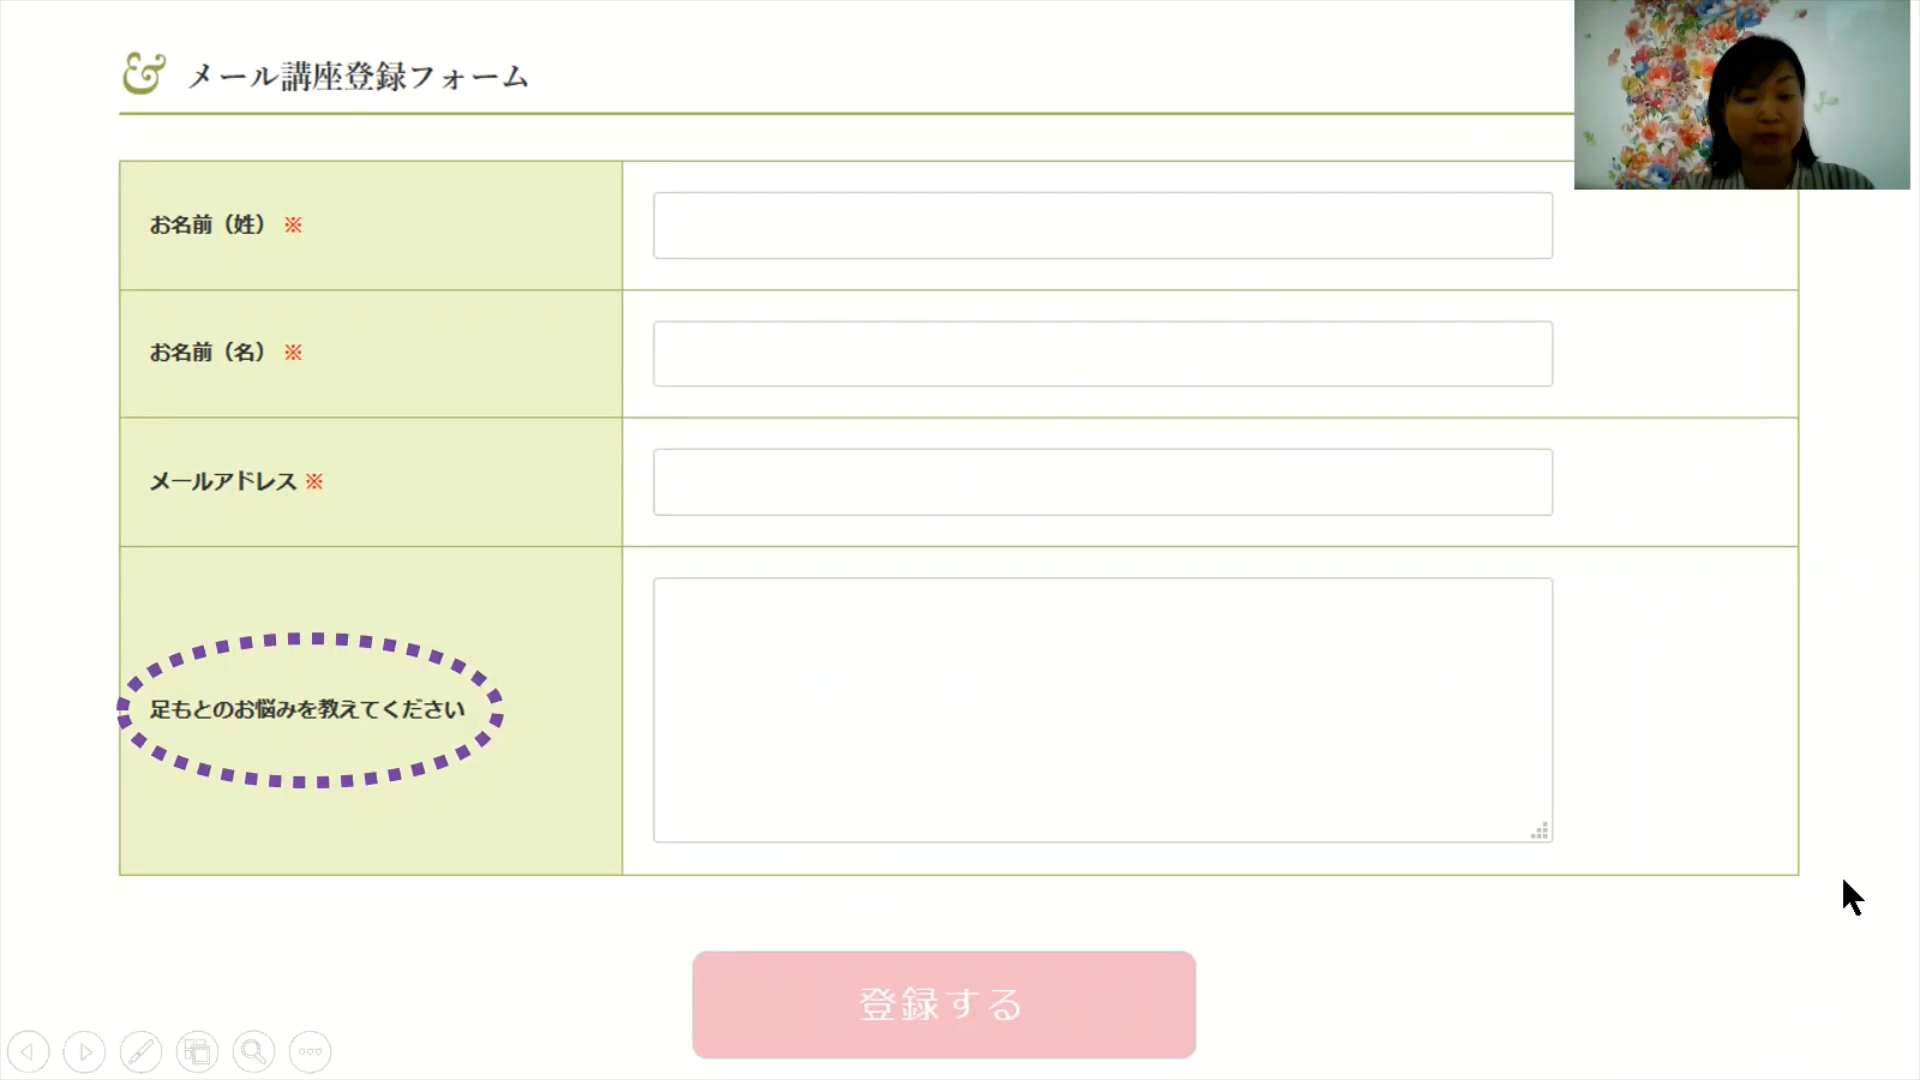 & メール講座登録フォーム
お名前（姓） ※
お名前（名） ※
メールアドレス ※
足もとのお悩みを教えてください
登録する